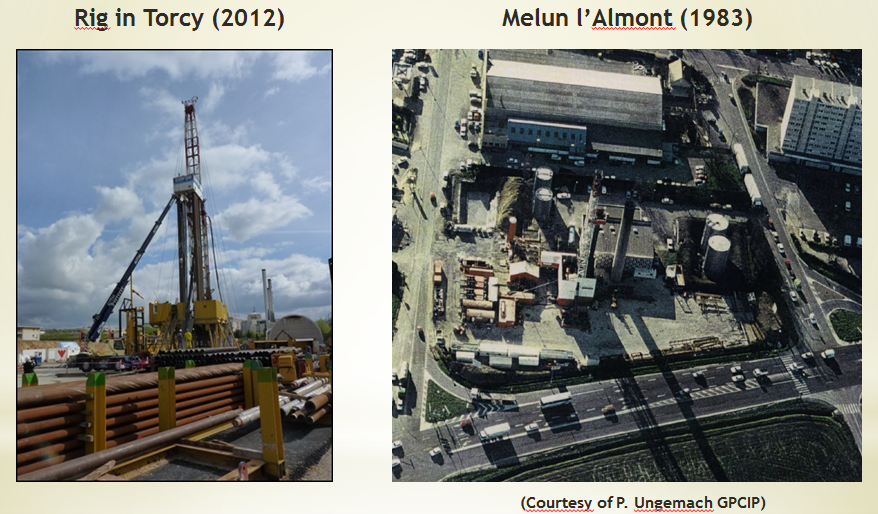 Rig in Torcy (2012)
Melun l’Almont (1983)
(Courtesy of P. Ungemach GPCIP)